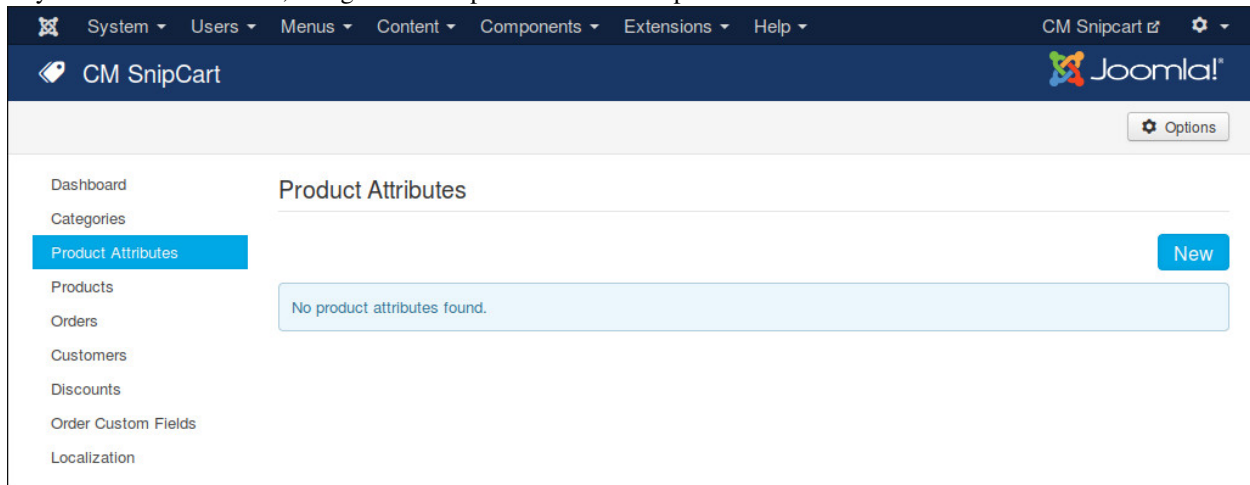 System Users Menus Content Components Extensions Help CM Snipcart
CM SnipCart Joomla!®
Options
Dashboard
Product Attributes
Categories
Product Attributes
New
Products
No product attributes found.
Orders
Customers
Discounts
Order Custom Fields
Localization